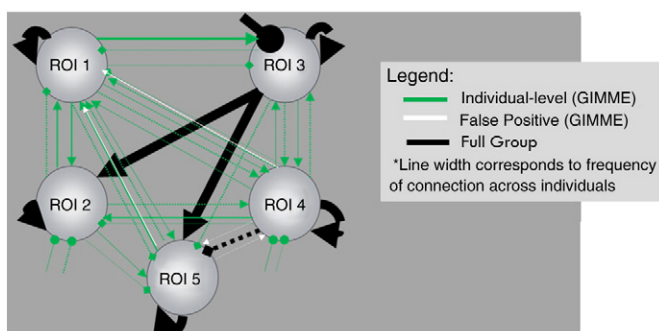 ROI 1
ROI 3
Legend:
Individual-level (GIMME)
False Positive (GIMME)
Full Group
*Line width corresponds to frequency
of connection across individuals
ROI 2
ROI 4
ROI 5